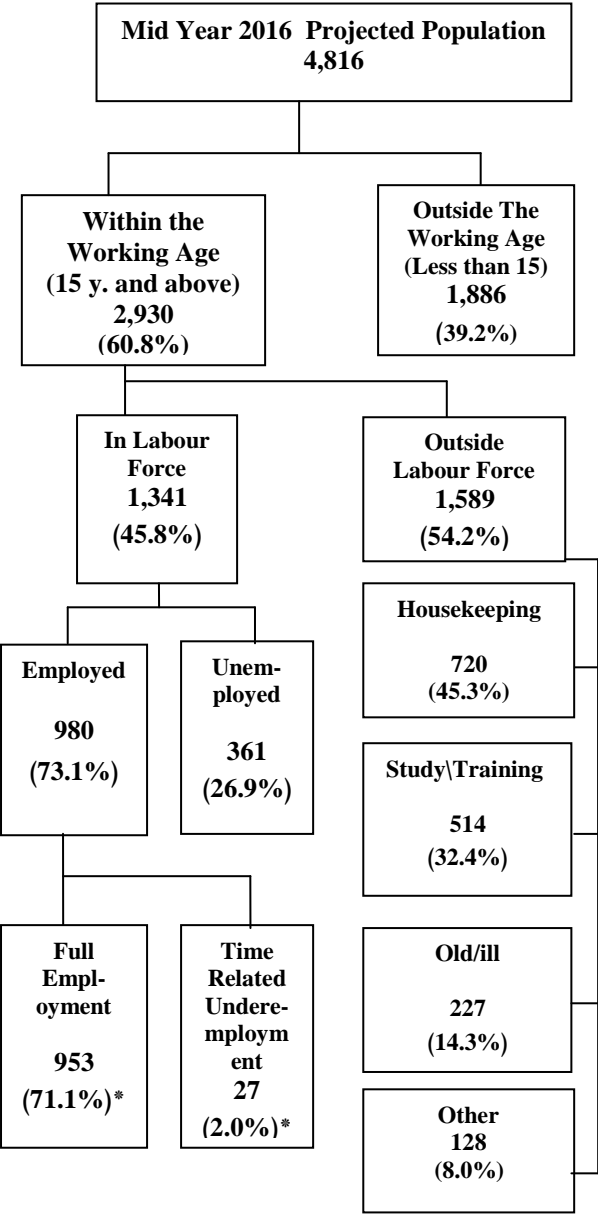 Mid Year 2016 Projected Population
4,816
Within the
Working Age
(15 y. and above)
2,930
(60.8%)
Outside The
Working Age
(Less than 15)
1,886
(39.2%)
In Labour
Force
1,341
(45.8%)
Outside
Labour Force
1,589
(54.2%)
Employed
980
(73.1%)
Unem-
ployed
361
(26.9%)
Housekeeping
720
(45.3%)
Study\Training
514
(32.4%)
Full
Empl-
oyment
953
(71.1%)*
Time
Related
Undere-
mploym
ent
27
(2.0%)*
Old/ill
227
(14.3%)
Other
128
(8.0%)